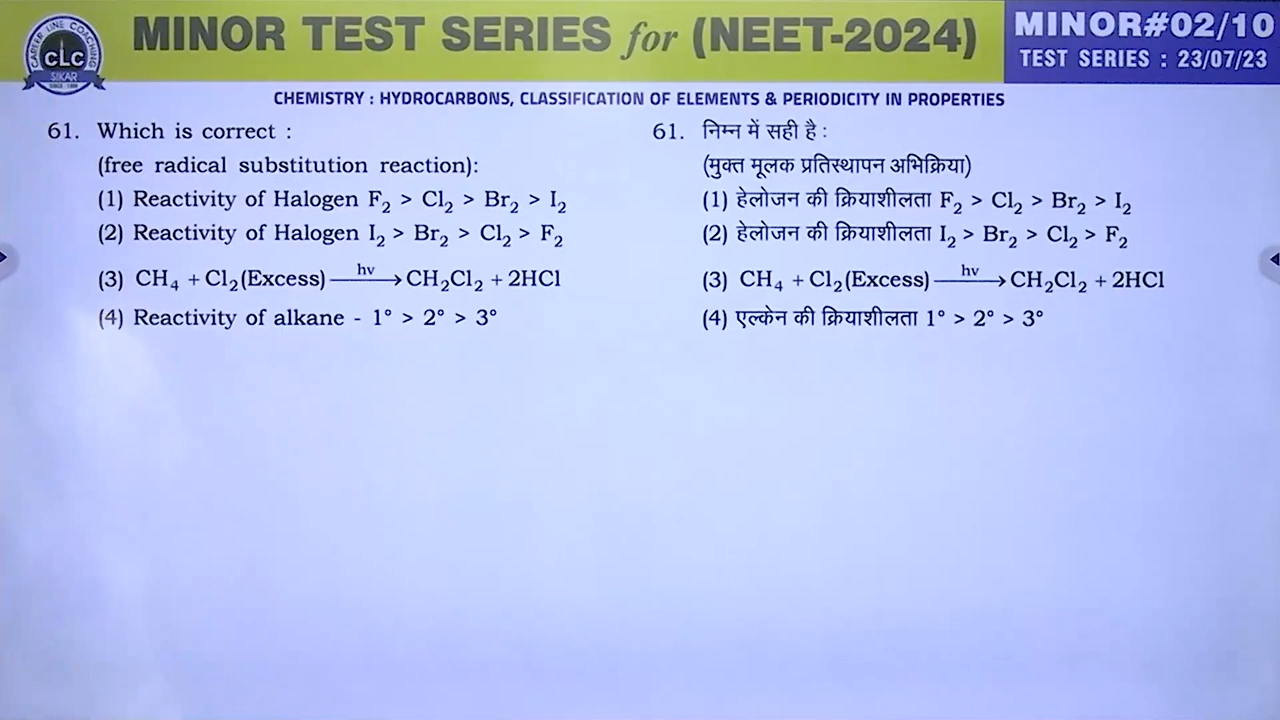 CAREER LINE COACHING
CLC
SIKAR
SINCE : 1996
MINOR TEST SERIES for (NEET-2024)
MINOR#02/10
TEST SERIES : 23/07/23
CHEMISTRY : HYDROCARBONS, CLASSIFICATION OF ELEMENTS & PERIODICITY IN PROPERTIES
61. Which is correct :
(free radical substitution reaction):
(1) Reactivity of Halogen F₂ > Cl₂ > Br₂ > I₂
(2) Reactivity of Halogen I₂ > Br₂ > Cl₂ > F₂
(3) CH₄ + Cl₂(Excess) —hv→ CH₂Cl₂ + 2HCl
(4) Reactivity of alkane - 1° > 2° > 3°
61. निम्न में सही है :
(मुक्त मूलक प्रतिस्थापन अभिक्रिया)
(1) हेलोजन की क्रियाशीलता F₂ > Cl₂ > Br₂ > I₂
(2) हेलोजन की क्रियाशीलता I₂ > Br₂ > Cl₂ > F₂
(3) CH₄ + Cl₂(Excess) —hv→ CH₂Cl₂ + 2HCl
(4) एल्केन की क्रियाशीलता 1° > 2° > 3°